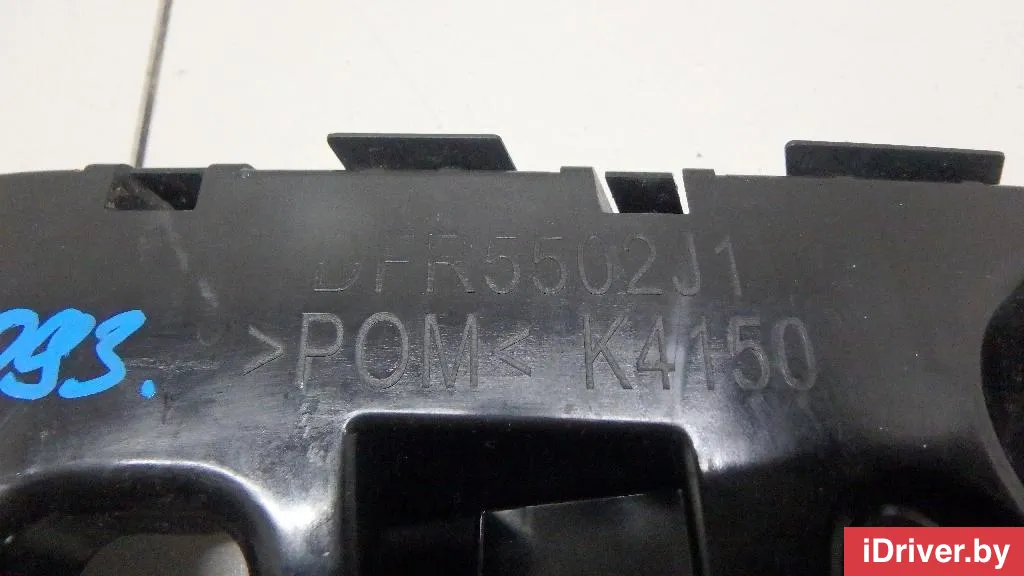 DFR5502J1
>POM< K4150
093.
iDriver.by